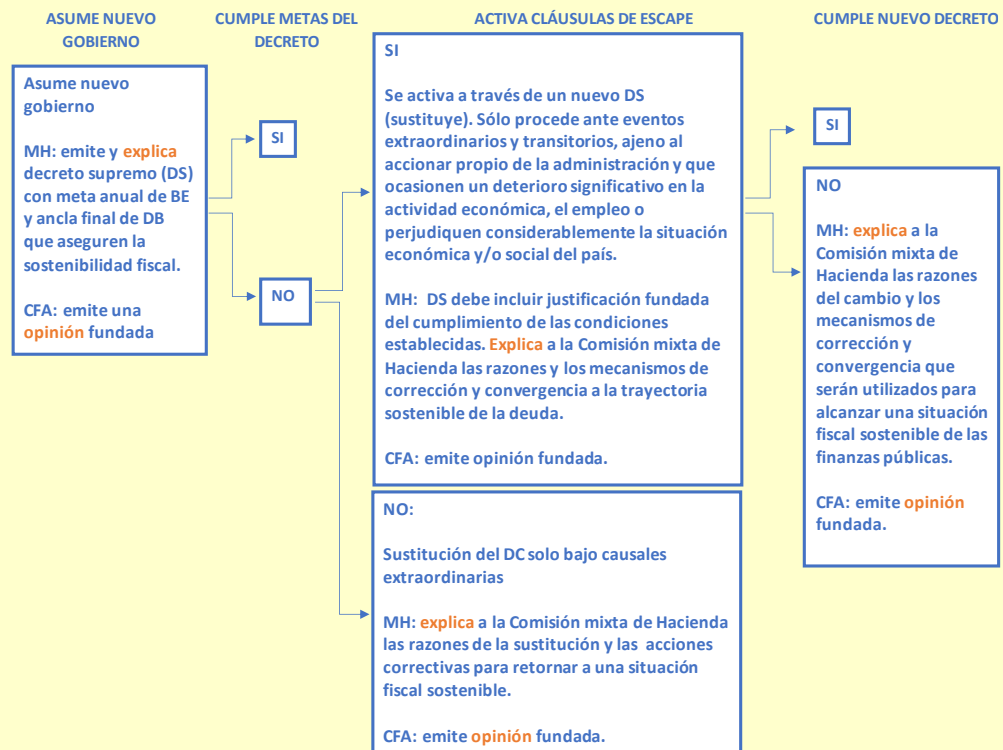 ASUME NUEVO
GOBIERNO
CUMPLE METAS DEL
DECRETO
ACTIVA CLÁUSULAS DE ESCAPE
CUMPLE NUEVO DECRETO
Asume nuevo
gobierno
MH: emite y explica
decreto supremo (DS)
con meta anual de BE
y ancla final de DB
que aseguren la
sostenibilidad fiscal.
CFA: emite una
opinión fundada
SI
NO
SI
Se activa a través de un nuevo DS
(sustituye). Sólo procede ante eventos
extraordinarios y transitorios, ajeno al
accionar propio de la administración y que
ocasionen un deterioro significativo en la
actividad económica, el empleo o
perjudiquen considerablemente la situación
económica y/o social del país.
MH: DS debe incluir justificación fundada
del cumplimiento de las condiciones
establecidas. Explica a la Comisión mixta de
Hacienda las razones y los mecanismos de
corrección y convergencia a la trayectoria
sostenible de la deuda.
CFA: emite opinión fundada.
NO:
Sustitución del DC solo bajo causales
extraordinarias
MH: explica a la Comisión mixta de Hacienda
las razones de la sustitución y las acciones
correctivas para retornar a una situación
fiscal sostenible.
CFA: emite opinión fundada.
SI
NO
MH: explica a la
Comisión mixta de
Hacienda las razones
del cambio y los
mecanismos de
corrección y
convergencia que
serán utilizados para
alcanzar una situación
fiscal sostenible de las
finanzas públicas.
CFA: emite opinión
fundada.